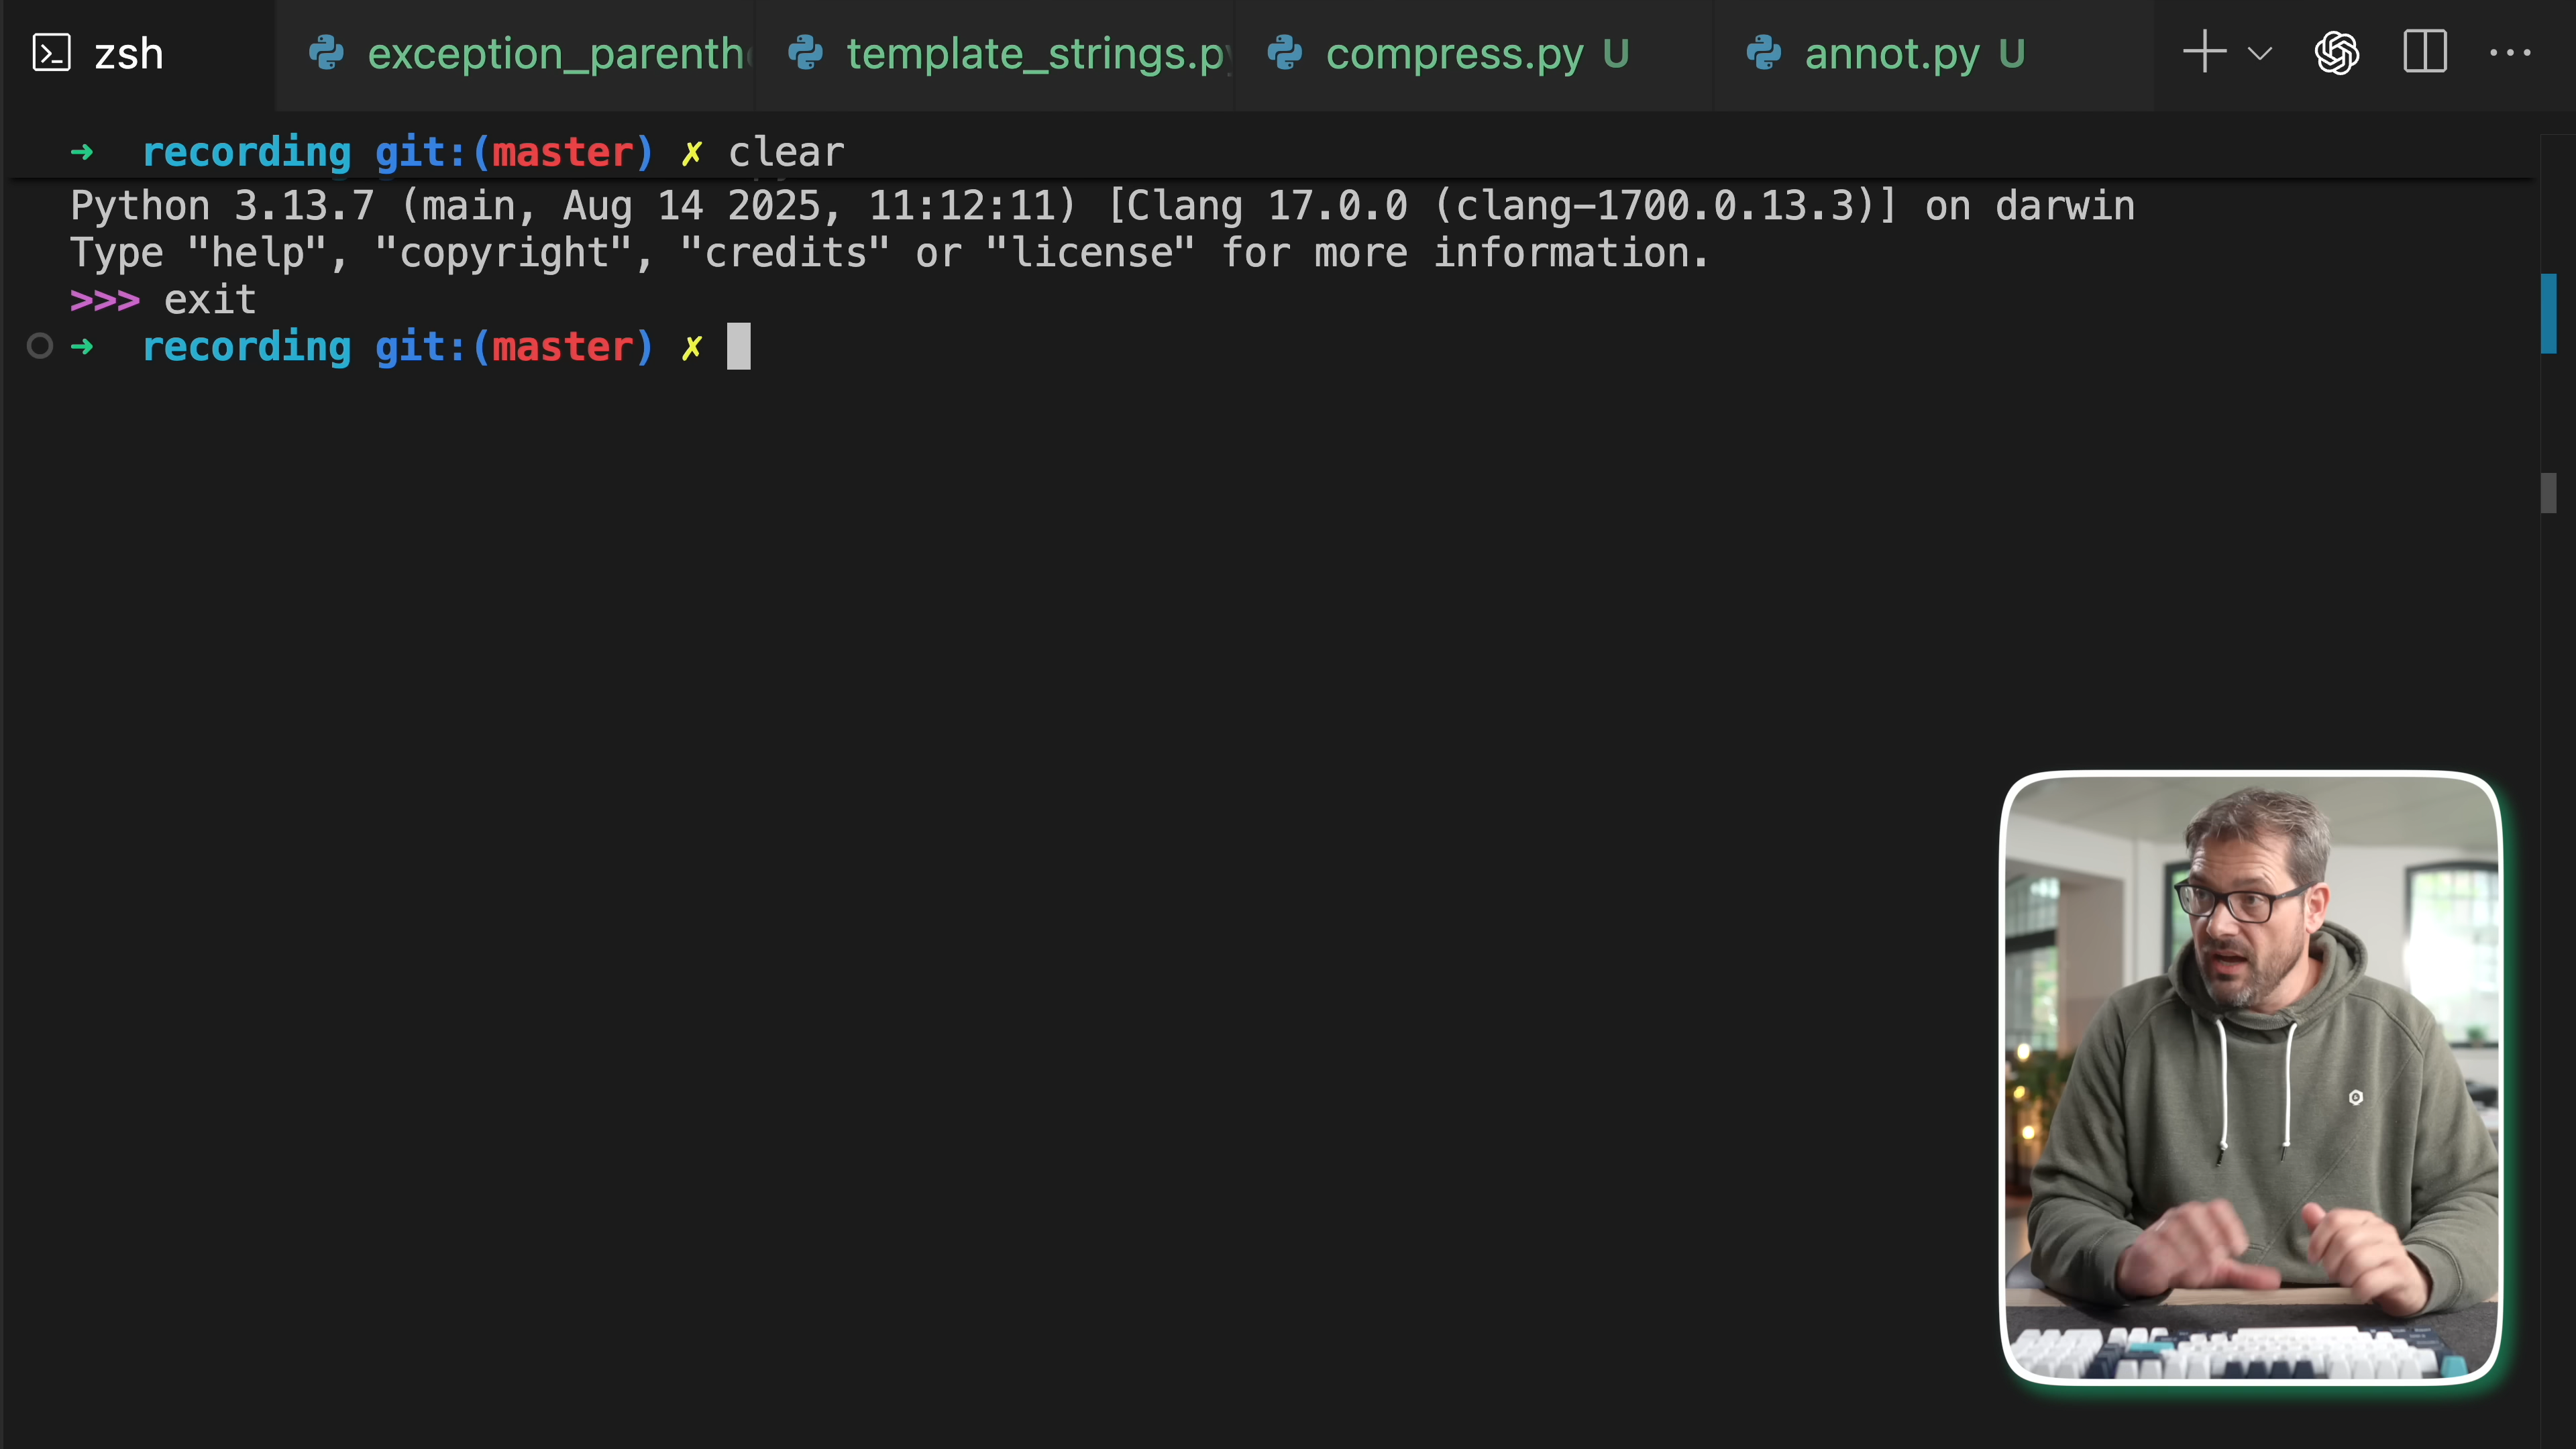 zsh
exception_parenth
template_strings.py
compress.py U
annot.py U
➜ recording git:(master) ✗ clear
Python 3.13.7 (main, Aug 14 2025, 11:12:11) [Clang 17.0.0 (clang-1700.0.13.3)] on darwin
Type "help", "copyright", "credits" or "license" for more information.
>>> exit
➜ recording git:(master) ✗